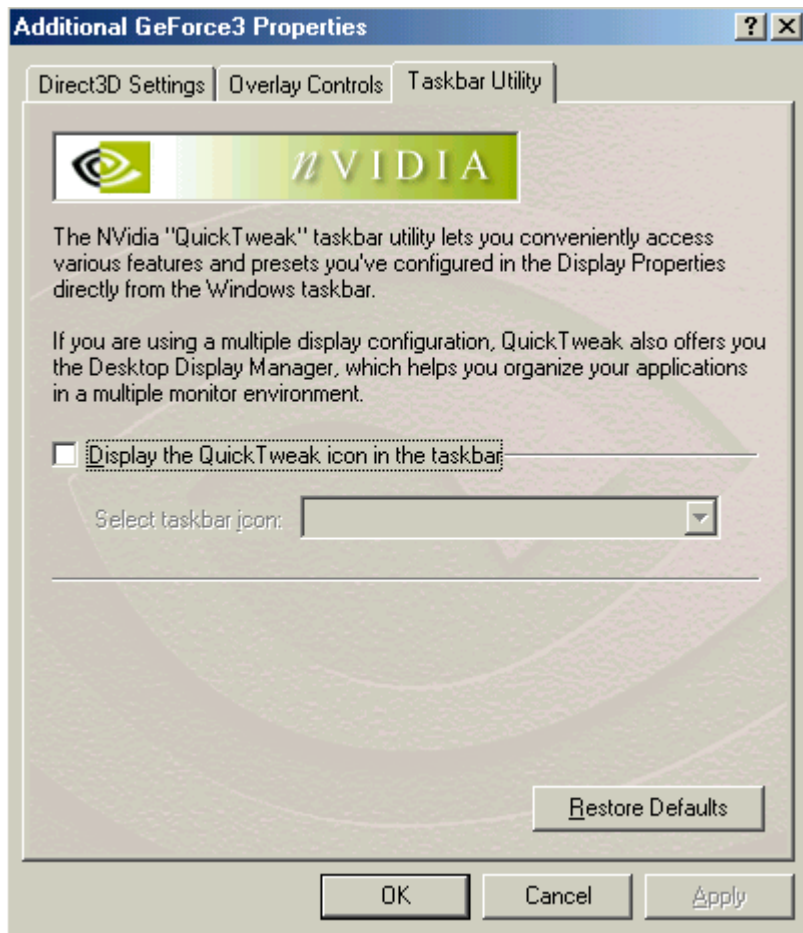 Additional GeForce3 Properties
Direct3D Settings Overlay Controls Taskbar Utility
nVIDIA
The NVidia "QuickTweak" taskbar utility lets you conveniently access
various features and presets you've configured in the Display Properties
directly from the Windows taskbar.
If you are using a multiple display configuration, QuickTweak also offers you
the Desktop Display Manager, which helps you organize your applications
in a multiple monitor environment.
Display the QuickTweak icon in the taskbar
Select taskbar icon:
Restore Defaults
OK Cancel Apply